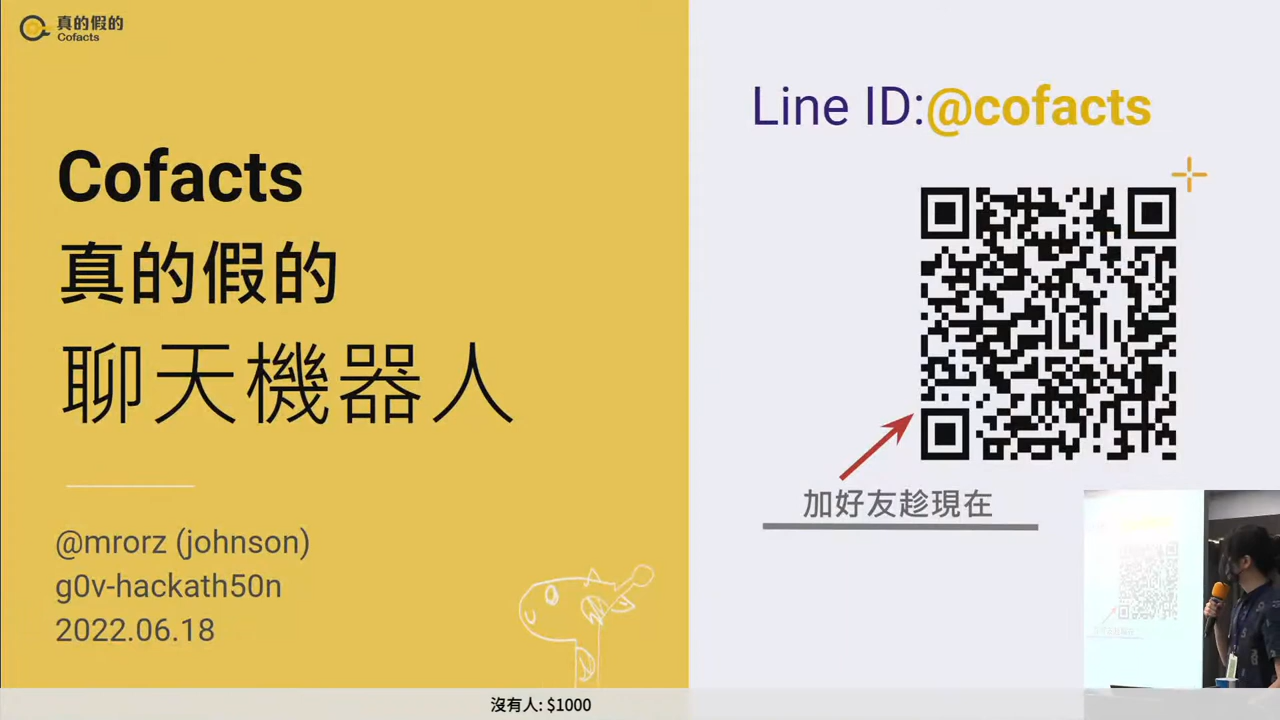 真的假的
Cofacts
Cofacts
真的假的
聊天機器人
@mrorz (johnson)
g0v-hackath50n
2022.06.18
Line ID:@cofacts
加好友趁現在
沒有人: $1000